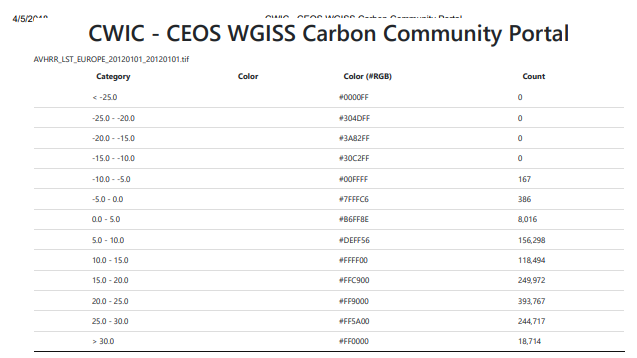 CWIC - CEOS WGISS Carbon Community Portal
AVHRR_LST_EUROPE_20120101_20120101.tif
Category Color Color (#RGB) Count
< -25.0 #0000FF 0
-25.0 - -20.0 #304DFF 0
-20.0 - -15.0 #3A82FF 0
-15.0 - -10.0 #30C2FF 0
-10.0 - -5.0 #00FFFF 167
-5.0 - 0.0 #7FFFC6 386
0.0 - 5.0 #B6FF8E 8,016
5.0 - 10.0 #DEFF56 156,298
10.0 - 15.0 #FFFF00 118,494
15.0 - 20.0 #FFC900 249,972
20.0 - 25.0 #FF9000 393,767
25.0 - 30.0 #FF5A00 244,717
> 30.0 #FF0000 18,714